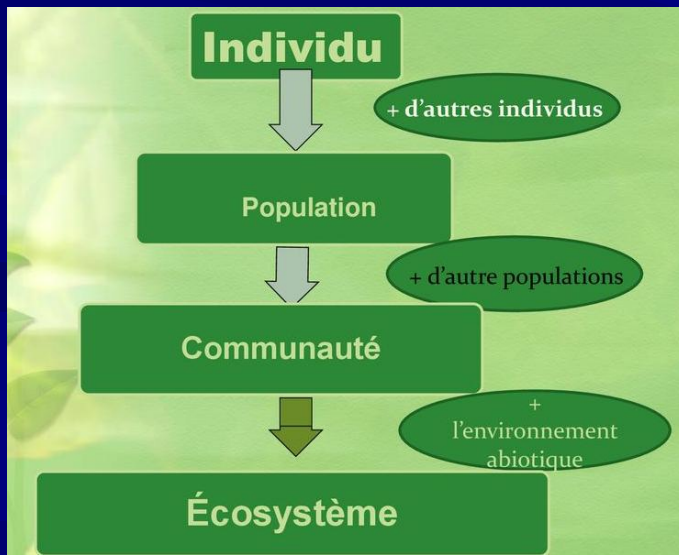 Individu
+ d'autres individus
Population
+ d'autre populations
Communauté
+
l'environnement
abiotique
Écosystème